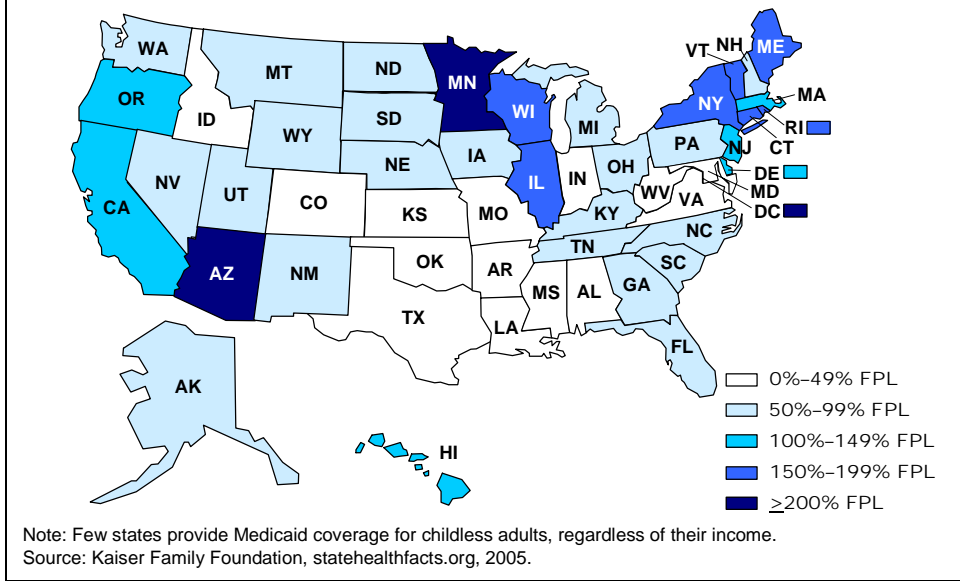 WA
MT
ND
MN
VT
NH
ME
OR
ID
WY
SD
WI
MI
NY
MA
RI
CT
NV
UT
NE
IA
IL
IN
OH
PA
NJ
DE
MD
DC
CA
CO
KS
MO
KY
WV
VA
NC
TN
AZ
NM
OK
AR
SC
MS
AL
GA
TX
LA
FL
AK
HI
0%–49% FPL
50%–99% FPL
100%–149% FPL
150%–199% FPL
>200% FPL
Note: Few states provide Medicaid coverage for childless adults, regardless of their income.
Source: Kaiser Family Foundation, statehealthfacts.org, 2005.